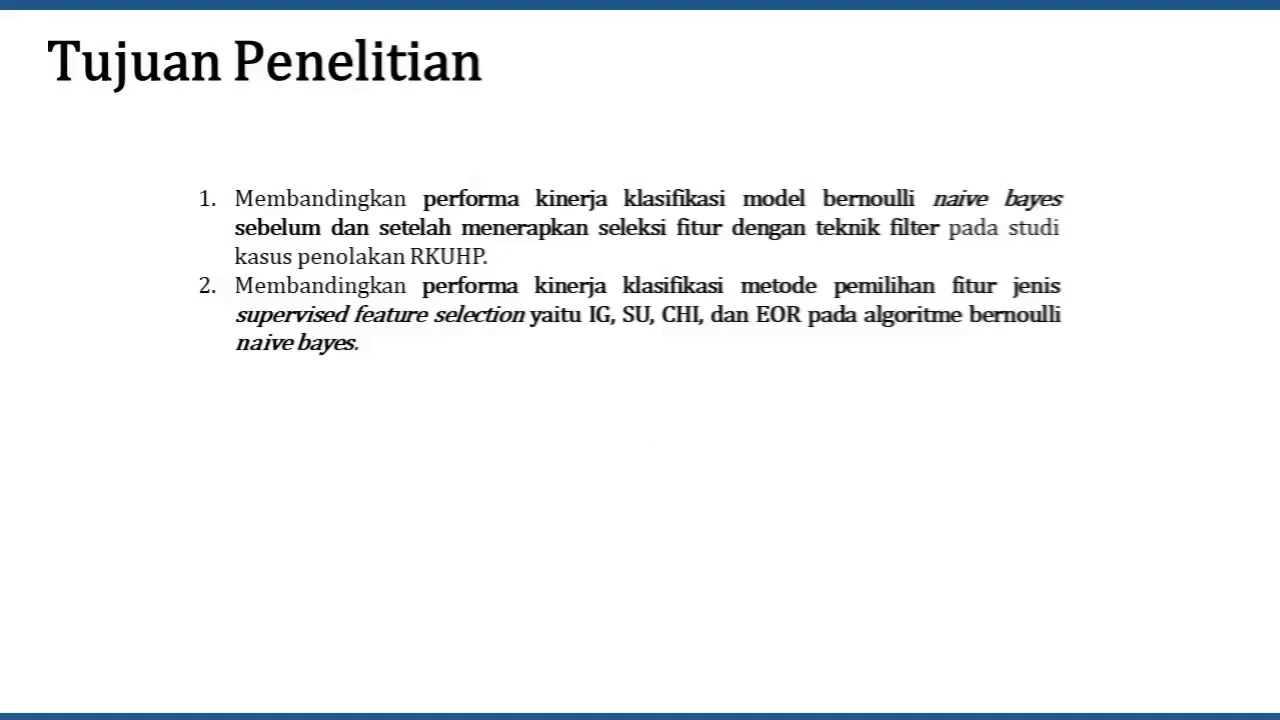 Tujuan Penelitian
1. Membandingkan performa kinerja klasifikasi model bernoulli naive bayes
sebelum dan setelah menerapkan seleksi fitur dengan teknik filter pada studi
kasus penolakan RKUHP.
2. Membandingkan performa kinerja klasifikasi metode pemilihan fitur jenis
supervised feature selection yaitu IG, SU, CHI, dan EOR pada algoritme bernoulli
naive bayes.